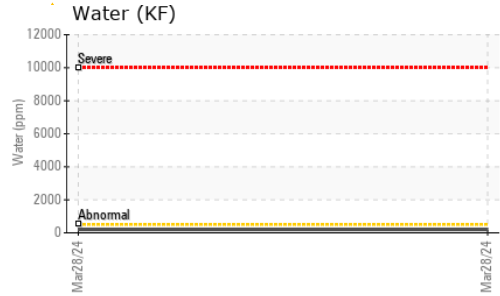 Water (KF)
12000
10000
8000
6000
4000
2000
0
Water (ppm)
Severe
Abnormal
Mar28/24
Mar28/24